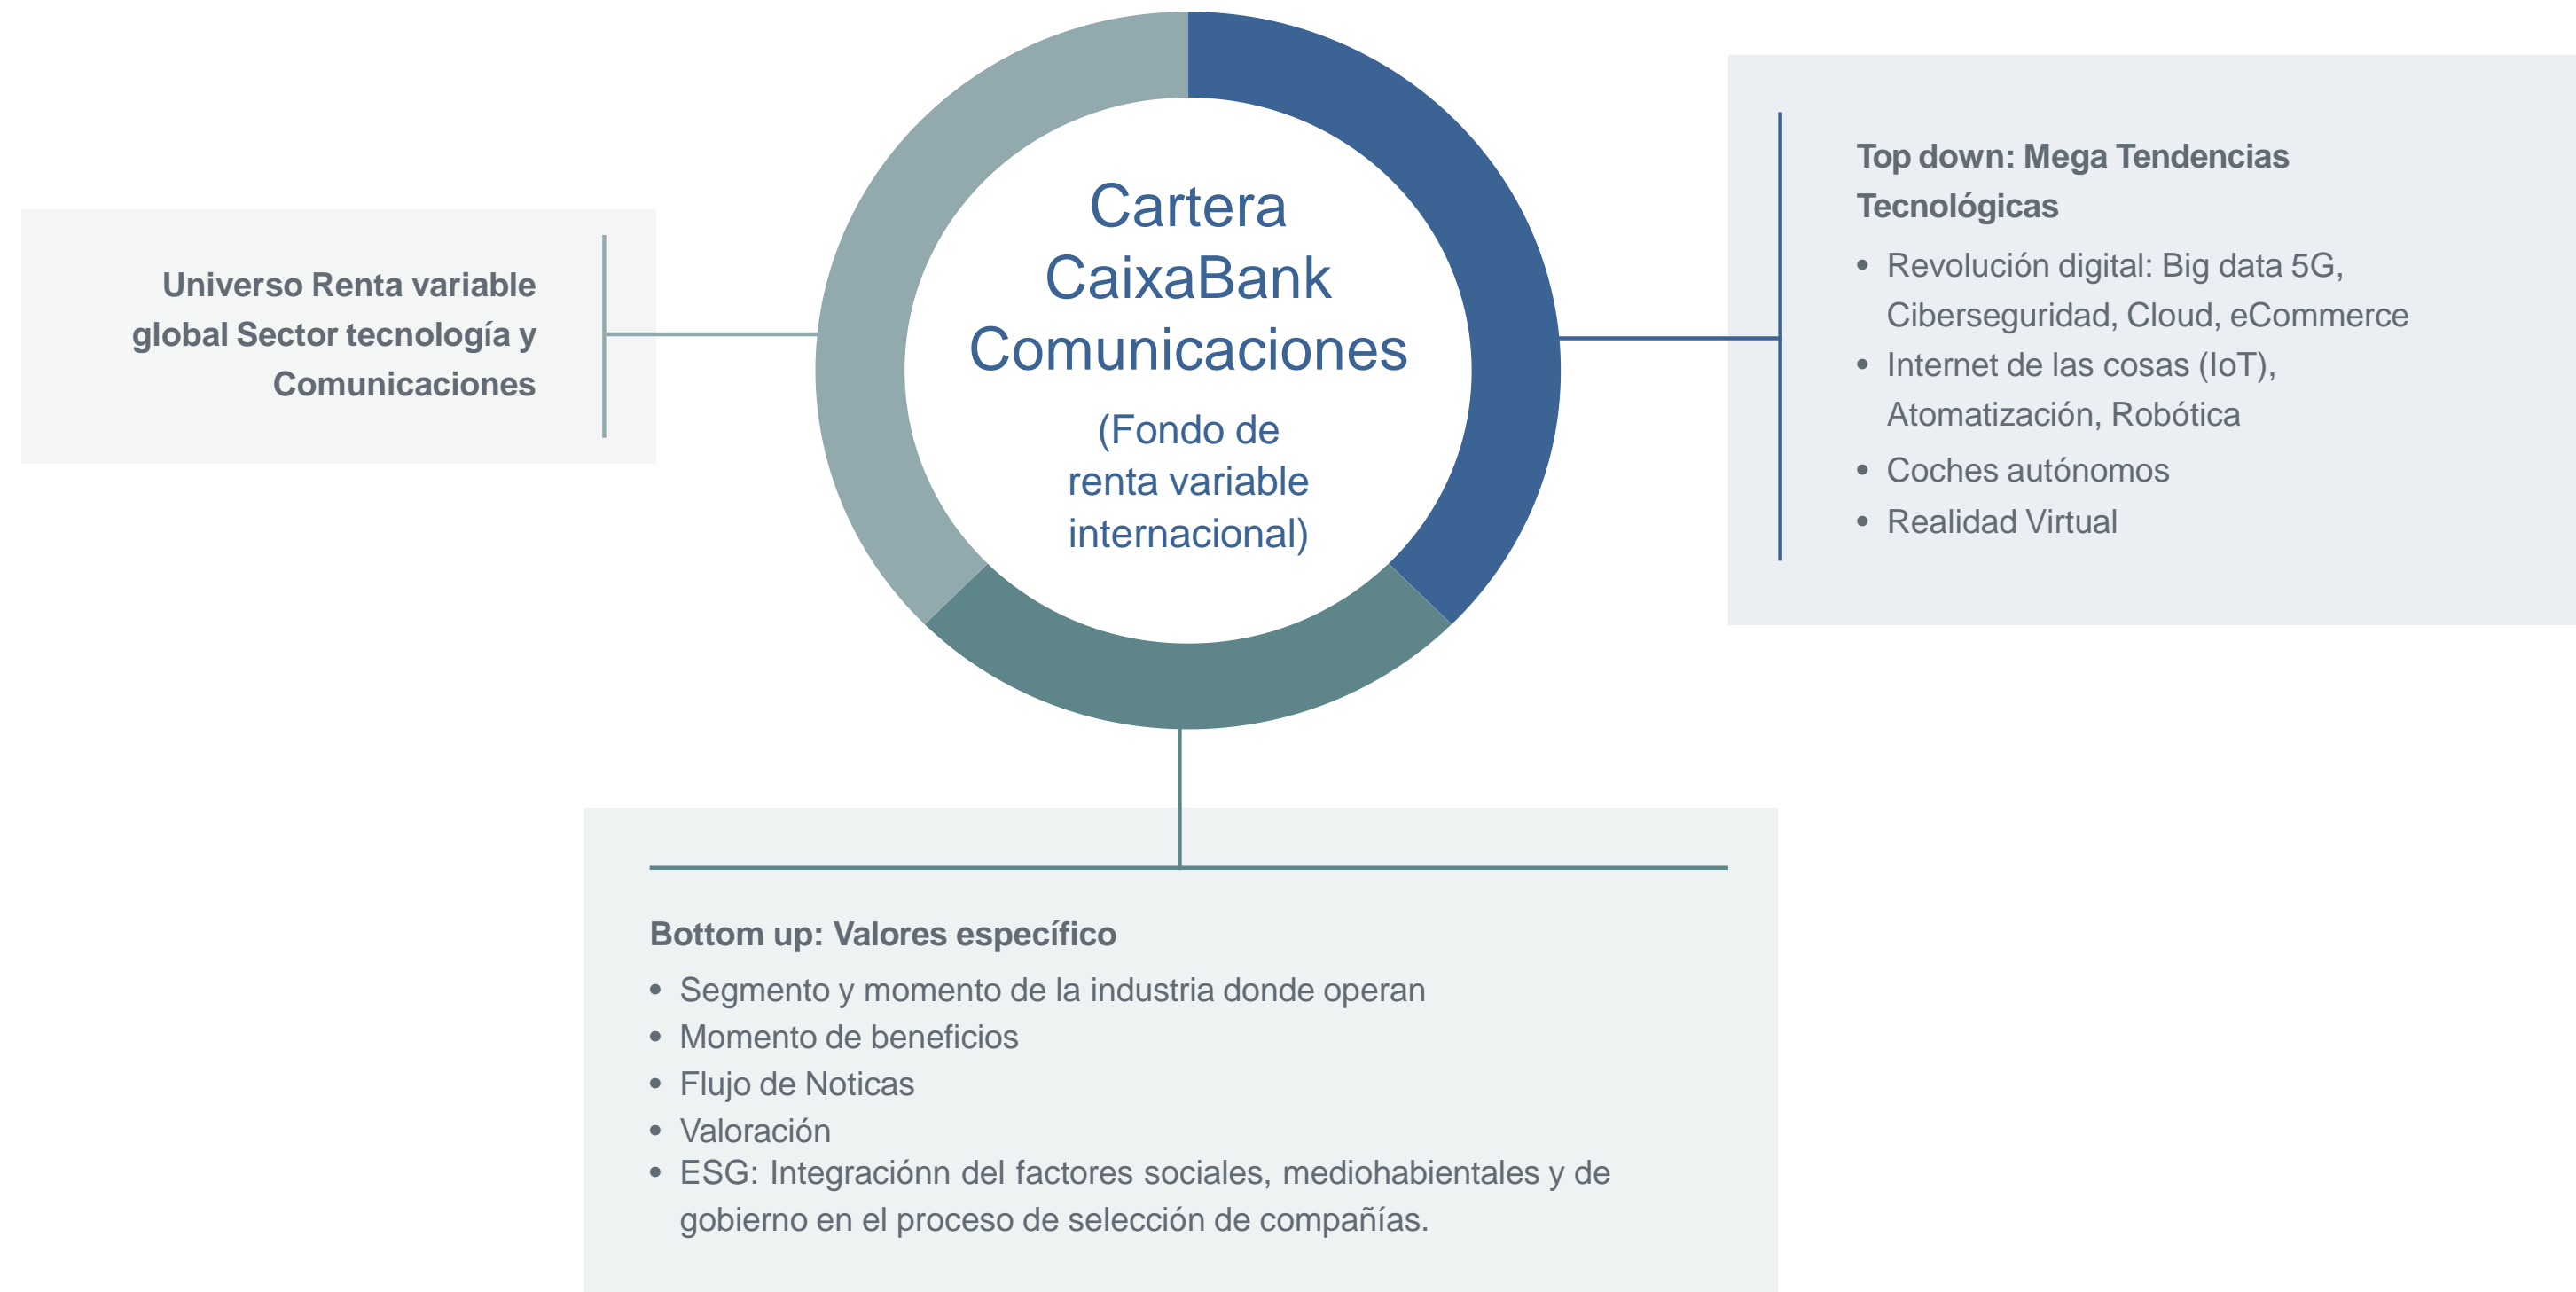 Cartera
CaixaBank
Comunicaciones
(Fondo de
renta variable
internacional)
Universo Renta variable
global Sector tecnología y
Comunicaciones
Top down: Mega Tendencias
Tecnológicas
• Revolución digital: Big data 5G,
Ciberseguridad, Cloud, eCommerce
• Internet de las cosas (IoT),
Atomatización, Robótica
• Coches autónomos
• Realidad Virtual
Bottom up: Valores específico
• Segmento y momento de la industria donde operan
• Momento de beneficios
• Flujo de Noticas
• Valoración
• ESG: Integraciónn del factores sociales, mediohabientales y de
gobierno en el proceso de selección de compañías.